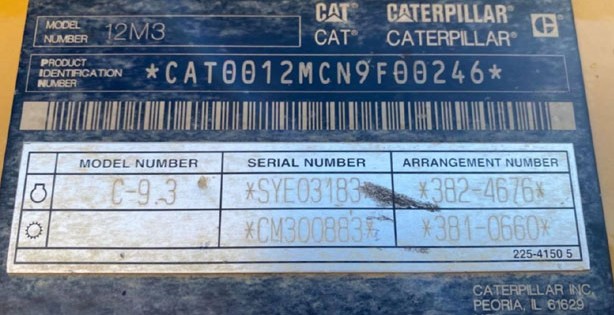 CAT® CATERPILLAR®
MODEL NUMBER 12M3
CAT® CATERPILLAR® C
PRODUCT IDENTIFICATION NUMBER *CAT0012MCN9F00246*
MODEL NUMBER SERIAL NUMBER ARRANGEMENT NUMBER
C-9.3 *SYE03183 *382-4676*
*CM300883* *381-0660*
225-4150 5
CATERPILLAR INC.
PEORIA, IL 61629